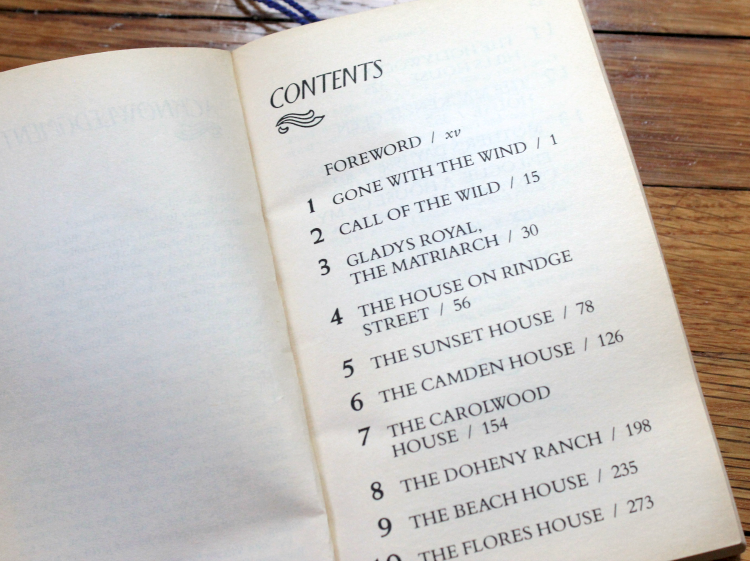 CONTENTS
FOREWORD / xv
1 GONE WITH THE WIND / 1
2 CALL OF THE WILD / 15
3 GLADYS ROYAL,
THE MATRIARCH / 30
4 THE HOUSE ON RINDGE
STREET / 56
5 THE SUNSET HOUSE / 78
6 THE CAMDEN HOUSE / 126
7 THE CAROLWOOD
HOUSE / 154
8 THE DOHENY RANCH / 198
9 THE BEACH HOUSE / 235
10 THE FLORES HOUSE / 273